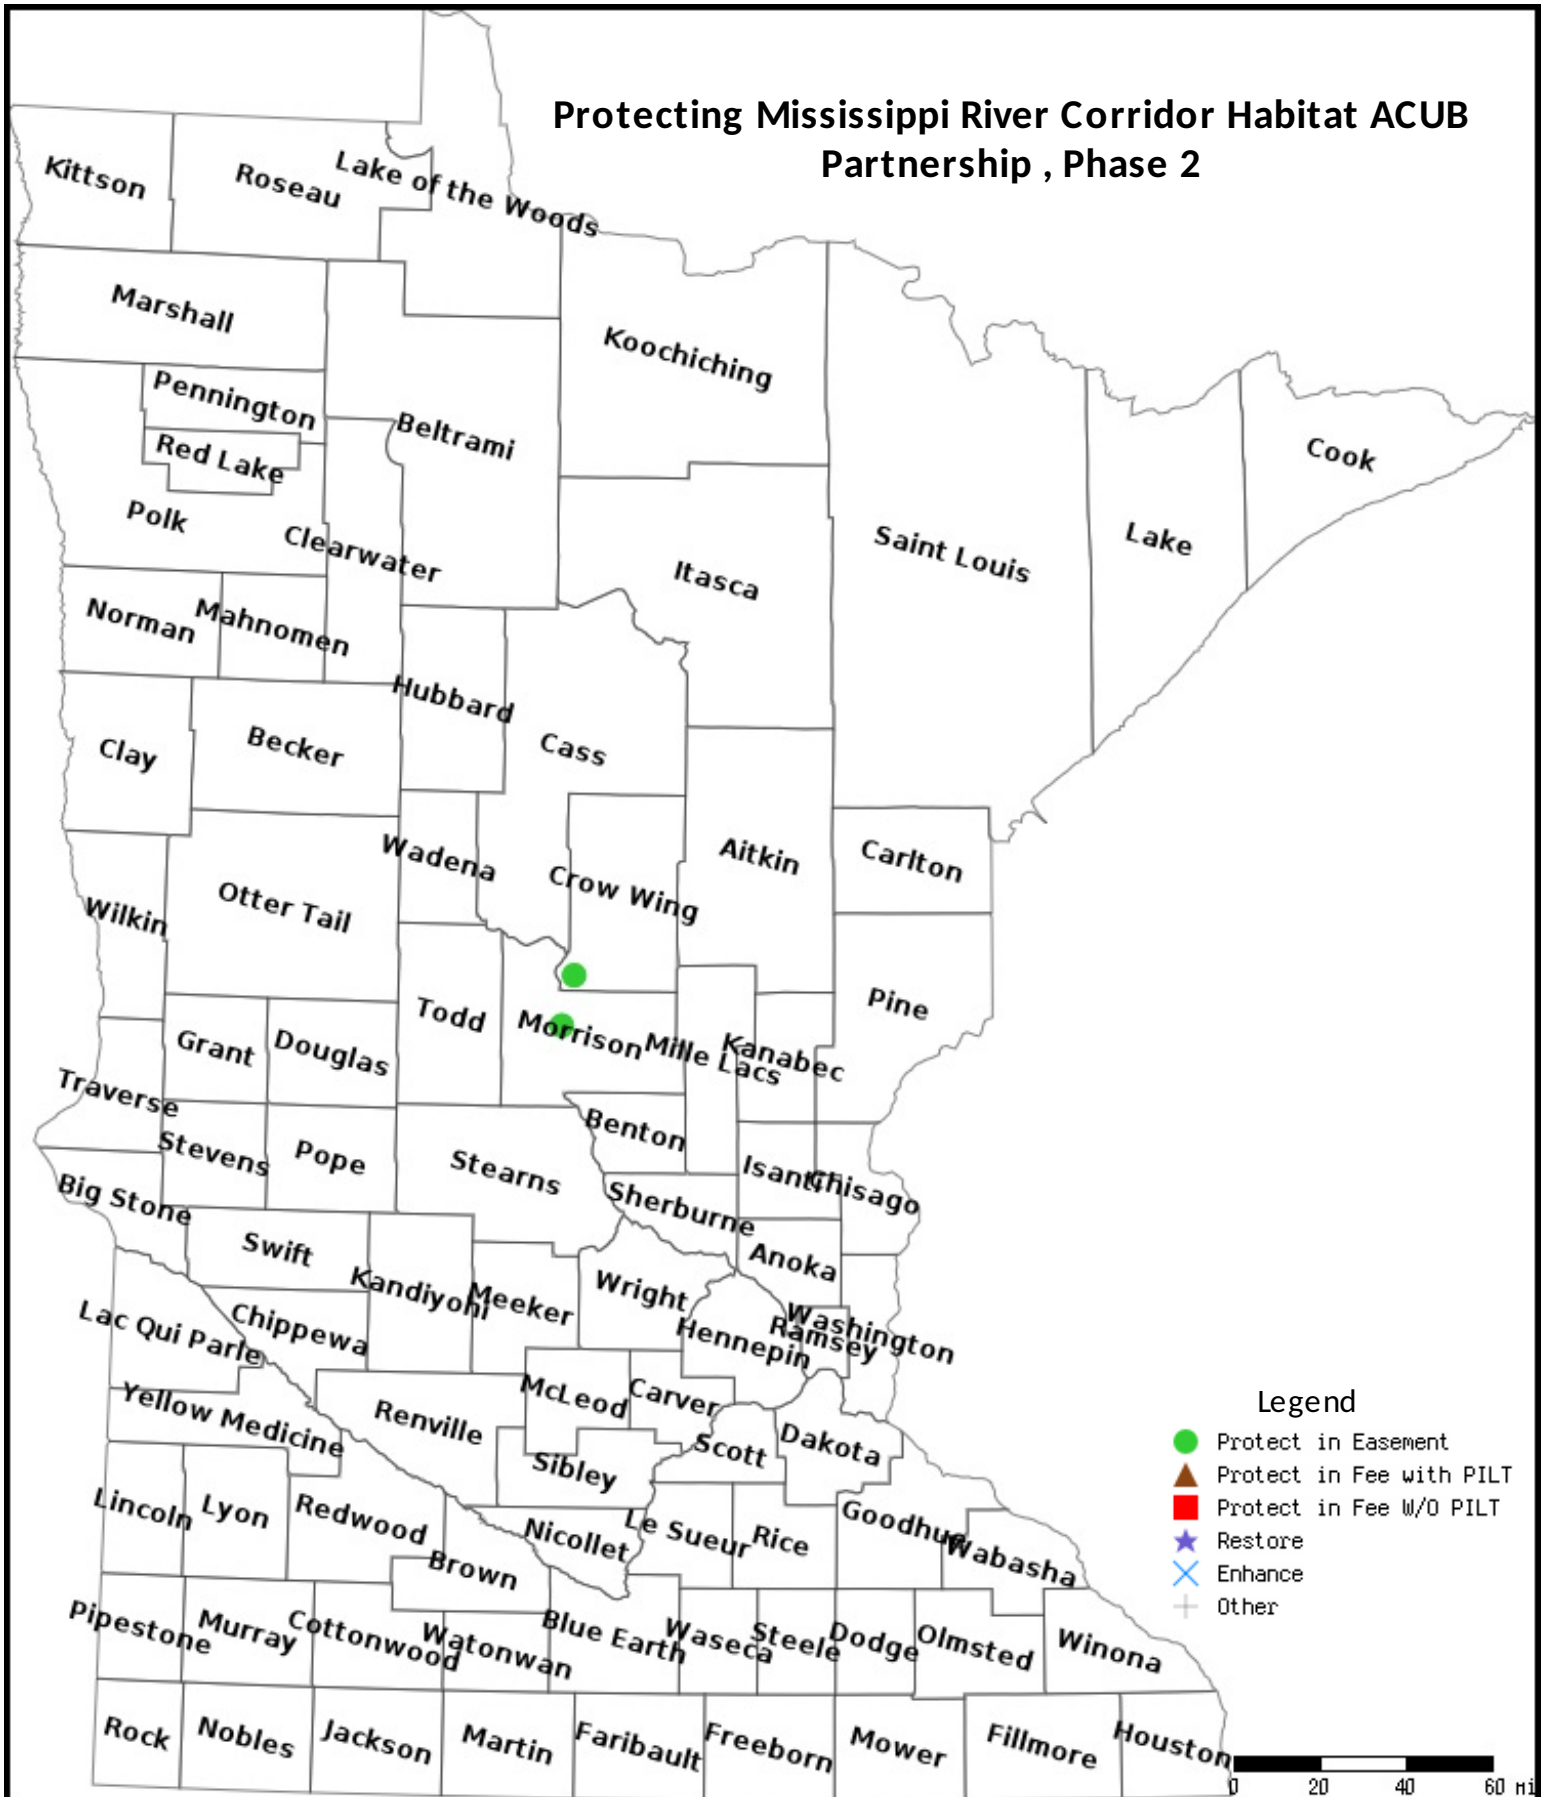 Protecting Mississippi River Corridor Habitat ACUB
Partnership , Phase 2
Kittson
Roseau
Lake of the Woods
Marshall
Koochiching
Pennington
Beltrami
Red Lake
Cook
Polk
Clearwater
Saint Louis
Lake
Itasca
Norman
Mahnomen
Hubbard
Clay
Becker
Cass
Wadena
Aitkin
Carlton
Otter Tail
Crow Wing
Wilkin
Todd
Morrison
Pine
Grant
Douglas
Mille Lacs
Kanabec
Traverse
Stevens
Pope
Stearns
Benton
Isanti
Chisago
Big Stone
Sherburne
Swift
Anoka
Kandiyohi
Meeker
Wright
Lac Qui Parle
Chippewa
Hennepin
Ramsey
Washington
McLeod
Carver
Yellow Medicine
Renville
Scott
Dakota
Legend
Protect in Easement
Protect in Fee with PILT
Protect in Fee W/O PILT
Restore
Enhance
Other
Sibley
Lincoln
Lyon
Redwood
Nicollet
Le Sueur
Rice
Goodhue
Wabasha
Brown
Pipestone
Murray
Cottonwood
Watonwan
Blue Earth
Waseca
Steele
Dodge
Olmsted
Winona
Rock
Nobles
Jackson
Martin
Faribault
Freeborn
Mower
Fillmore
Houston
0 20 40 60 mi